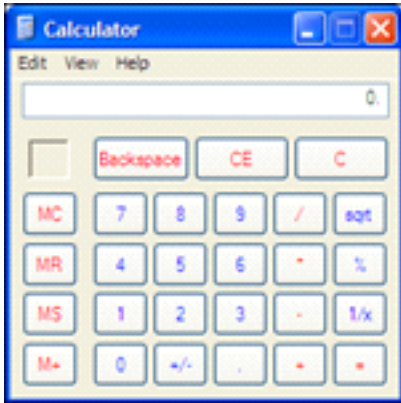 Calculator
Edit View Help
0.
Backspace CE C
MC 7 8 9 / sqrt
MR 4 5 6 * %
MS 1 2 3 - 1/x
M+ 0 +/- . + =